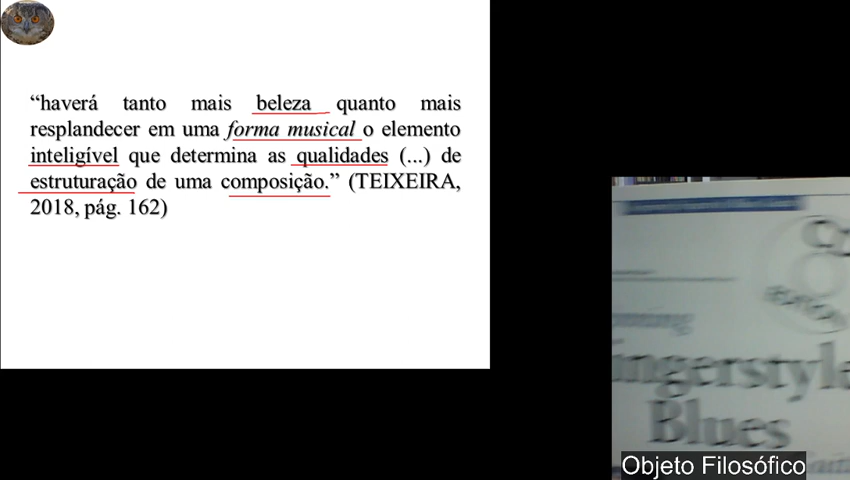 “haverá tanto mais beleza quanto mais
resplandecer em uma forma musical o elemento
inteligível que determina as qualidades (...) de
estruturação de uma composição.” (TEIXEIRA,
2018, pág. 162)
ingerstyle
Blues
Objeto Filosófico